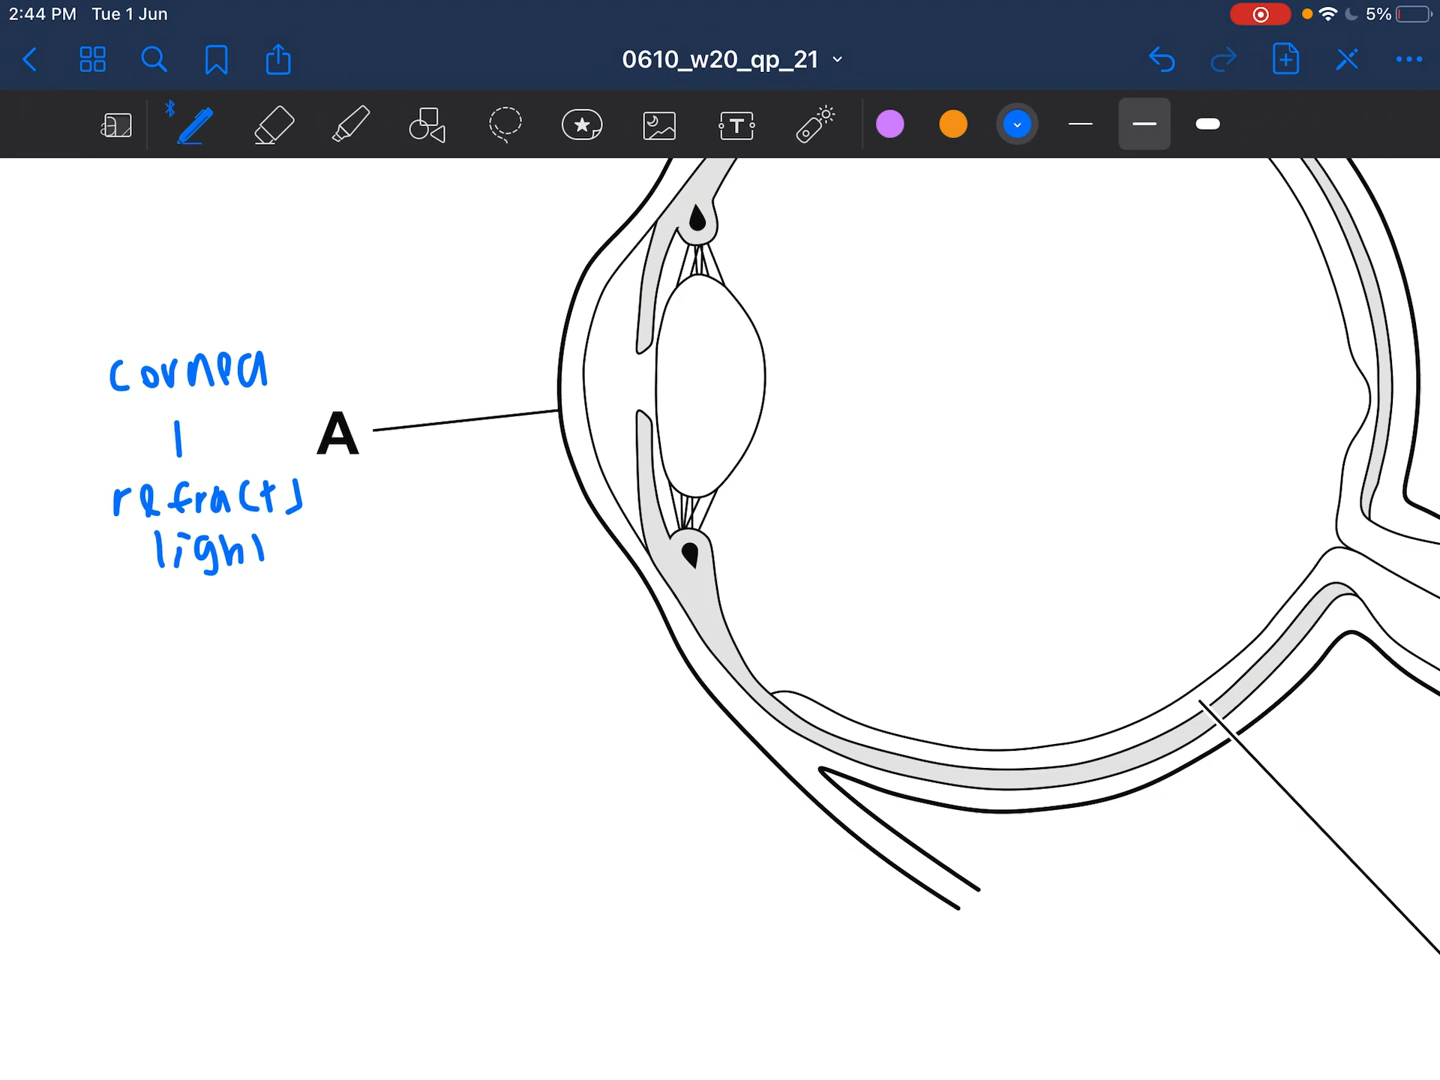 2:44 PM Tue 1 Jun
5%
0610_w20_qp_21
T
cornea
A
refracts
light